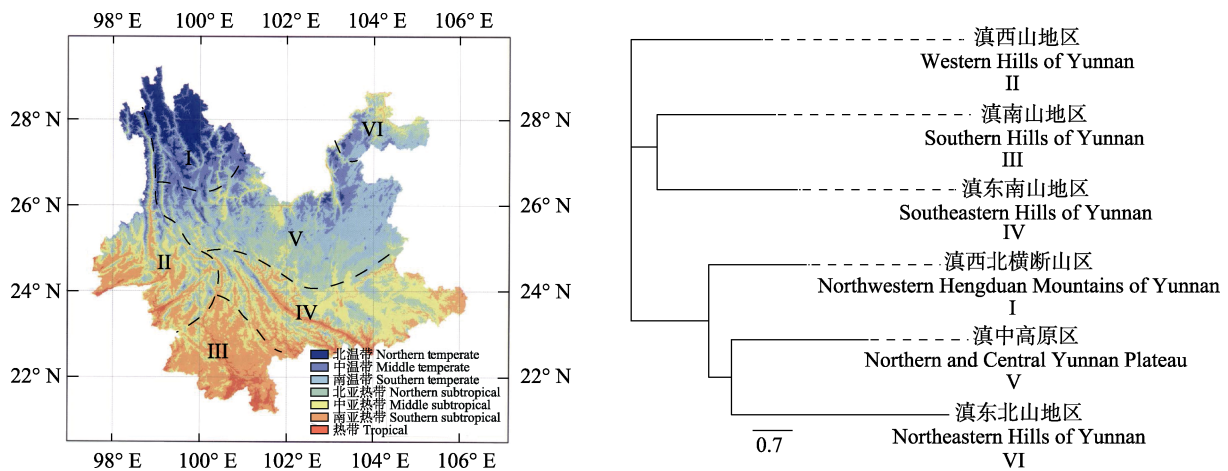 98° E 100° E 102° E 104° E 106° E
28° N
26° N
24° N
22° N
28° N
26° N
24° N
22° N
VI
I
V
II
IV
III
北温带 Northern temperate
中温带 Middle temperate
南温带 Southern temperate
北亚热带 Northern subtropical
中亚热带 Middle subtropical
南亚热带 Southern subtropical
热带 Tropical
98° E 100° E 102° E 104° E 106° E
滇西山地区
Western Hills of Yunnan
II
滇南山地区
Southern Hills of Yunnan
III
滇东南山地区
Southeastern Hills of Yunnan
IV
滇西北横断山区
Northwestern Hengduan Mountains of Yunnan
I
滇中高原区
Northern and Central Yunnan Plateau
V
滇东北山地区
Northeastern Hills of Yunnan
VI
0.7